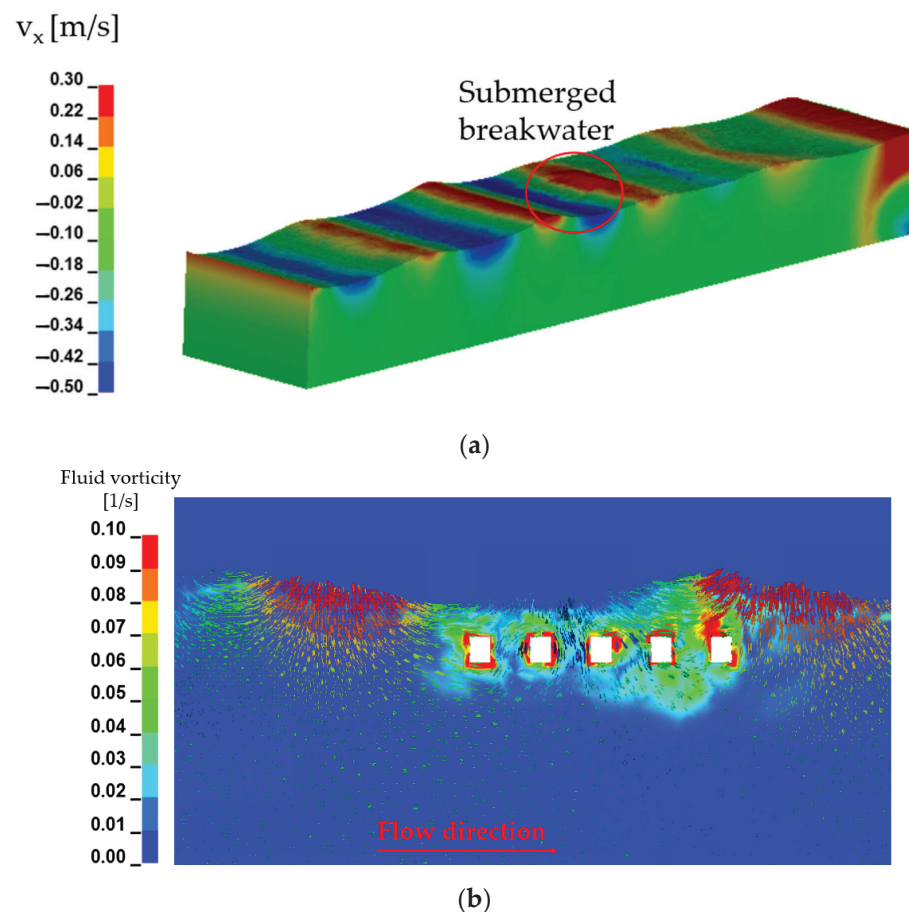 vx [m/s]
0.30
0.22
0.14
0.06
−0.02
−0.10
−0.18
−0.26
−0.34
−0.42
−0.50
Submerged
breakwater
(a)
Fluid vorticity
[1/s]
0.10
0.09
0.08
0.07
0.06
0.05
0.04
0.03
0.02
0.01
0.00
Flow direction
(b)